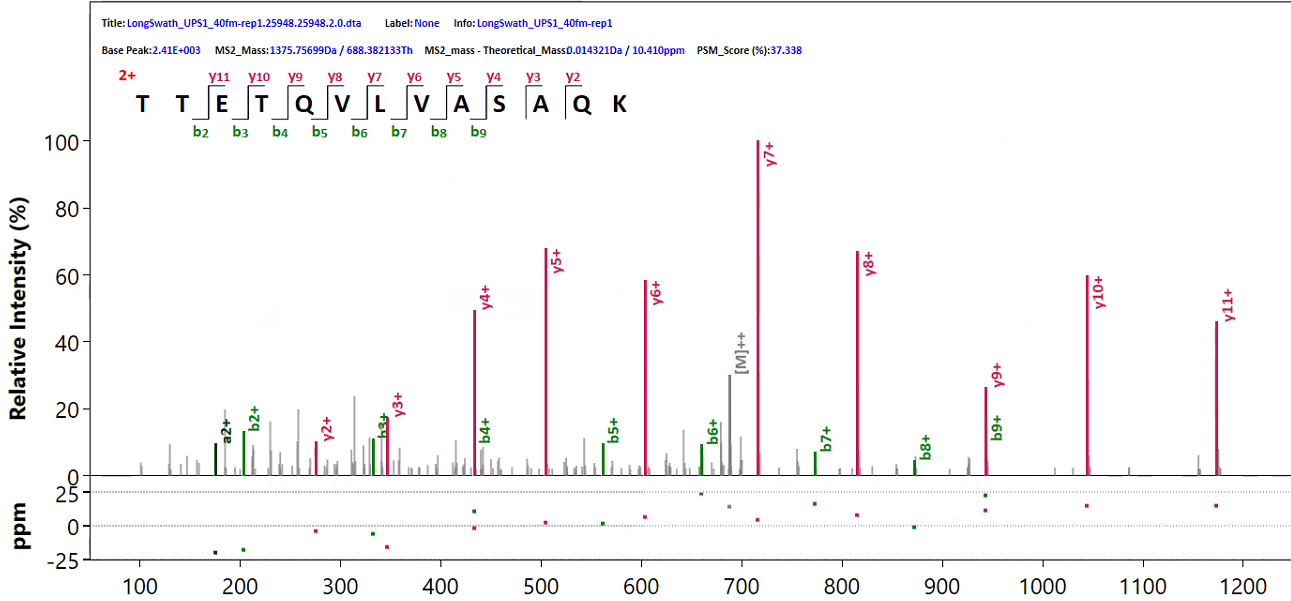 Title: LongSwath_UPS1_40fm-rep1.25948.25948.2.0.dta Label: None Info: LongSwath_UPS1_40fm-rep1
Base Peak:2.41E+003 MS2_Mass:1375.75699Da / 688.382133Th MS2_mass - Theoretical_Mass:0.014321Da / 10.410ppm PSM_Score (%):37.338
2+
y11 y10 y9 y8 y7 y6 y5 y4 y3 y2
T T E T Q V L V A S A Q K
b2 b3 b4 b5 b6 b7 b8 b9
Relative Intensity (%)
100
80
60
40
20
0
a2+
b2+
y2+
b3+
y3+
y4+
b4+
y5+
b5+
y6+
b6+
[M]++
y7+
b7+
y8+
b8+
y9+
b9+
y10+
y11+
ppm
25
0
-25
100 200 300 400 500 600 700 800 900 1000 1100 1200